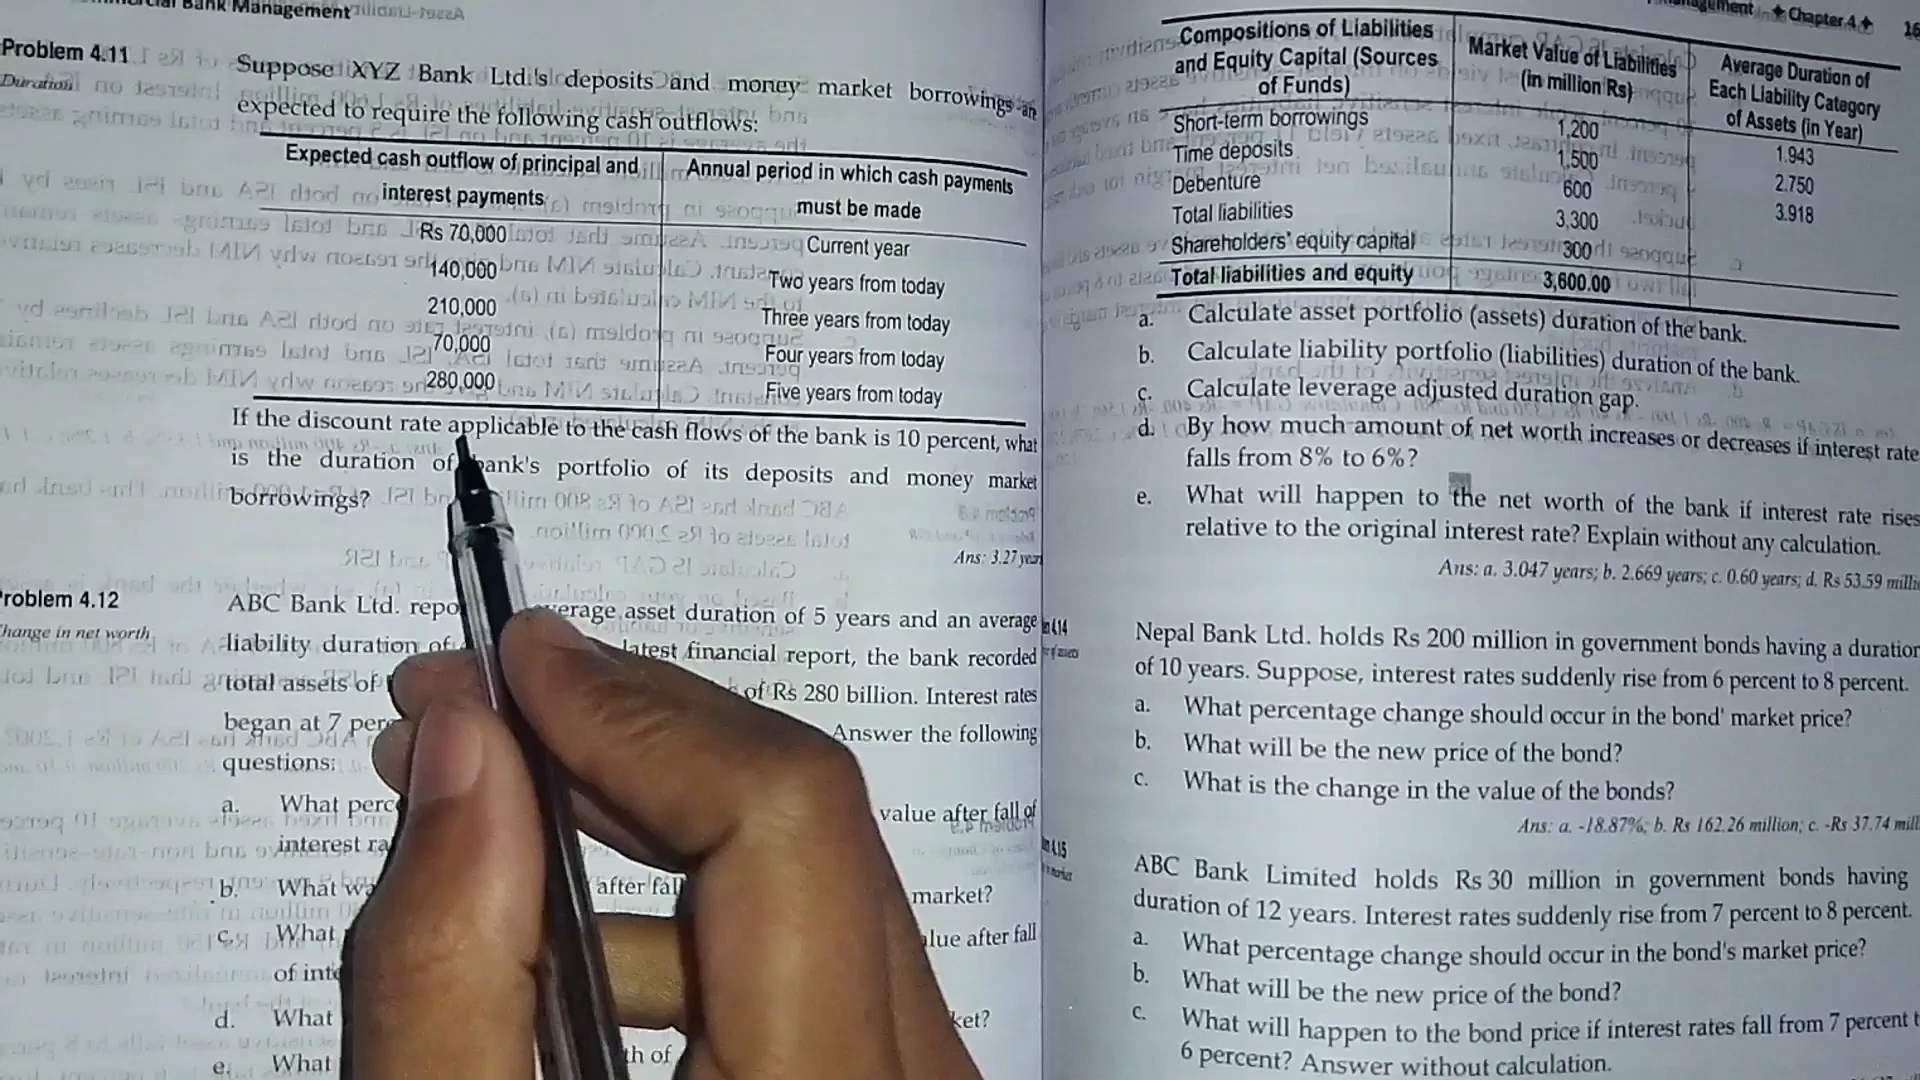 Bank Management
Problem 4.11
Duration
Suppose XYZ Bank Ltd.'s deposits and money market borrowings
expected to require the following cash outflows:
Expected cash outflow of principal and interest payments
Annual period in which cash payments must be made
Rs 70,000 Current year
140,000 Two years from today
210,000 Three years from today
70,000 Four years from today
280,000 Five years from today
If the discount rate applicable to the cash flows of the bank is 10 percent, what
is the duration of bank's portfolio of its deposits and money market
borrowings?
Ans: 3.27
Problem 4.12
Change in net worth
ABC Bank Ltd. average asset duration of 5 years and an average
liability duration of latest financial report, the bank recorded
total assets of of Rs 280 billion. Interest rates
began at 7 Answer the following
questions:
a. What value after fall of
interest
b. What after market?
c. What after fall
of
d. What
e. What of
Chapter 4
Compositions of Liabilities and Equity Capital (Sources of Funds)
Market Value of Liabilities (in million Rs)
Average Duration of Each Liability Category of Assets (in Year)
Short-term borrowings 1,200 1.943
Time deposits 1,500 2.750
Debenture 600 3.918
Total liabilities 3,300
Shareholders' equity capital 300
Total liabilities and equity 3,600.00
a. Calculate asset portfolio (assets) duration of the bank.
b. Calculate liability portfolio (liabilities) duration of the bank.
c. Calculate leverage adjusted duration gap.
d. By how much amount of net worth increases or decreases if interest rate
falls from 8% to 6%?
e. What will happen to the net worth of the bank if interest rate rises
relative to the original interest rate? Explain without any calculation.
Ans: a. 3.047 years; b. 2.669 years; c. 0.60 years; d. Rs 53.59
Nepal Bank Ltd. holds Rs 200 million in government bonds having a duration
of 10 years. Suppose, interest rates suddenly rise from 6 percent to 8 percent.
a. What percentage change should occur in the bond' market price?
b. What will be the new price of the bond?
c. What is the change in the value of the bonds?
Ans: a. -18.87%; b. Rs 162.26 million; c. -Rs 37.74
ABC Bank Limited holds Rs 30 million in government bonds having
duration of 12 years. Interest rates suddenly rise from 7 percent to 8 percent.
a. What percentage change should occur in the bond's market price?
b. What will be the new price of the bond?
c. What will happen to the bond price if interest rates fall from 7 percent
6 percent? Answer without calculation.